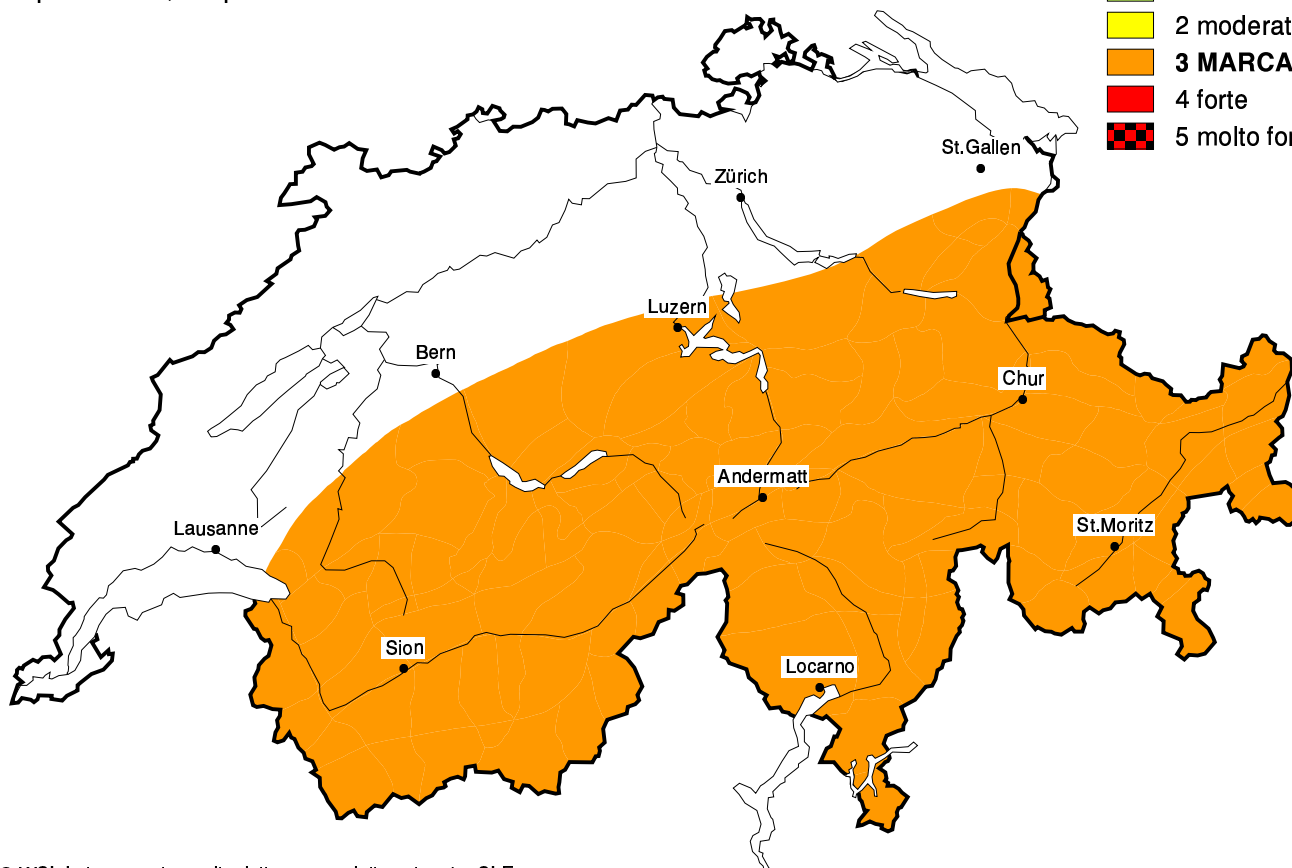 2 moderat
3 MARCA
4 forte
5 molto for
St.Gallen
Zürich
Luzern
Bern
Chur
Andermatt
Lausanne
St.Moritz
Sion
Locarno